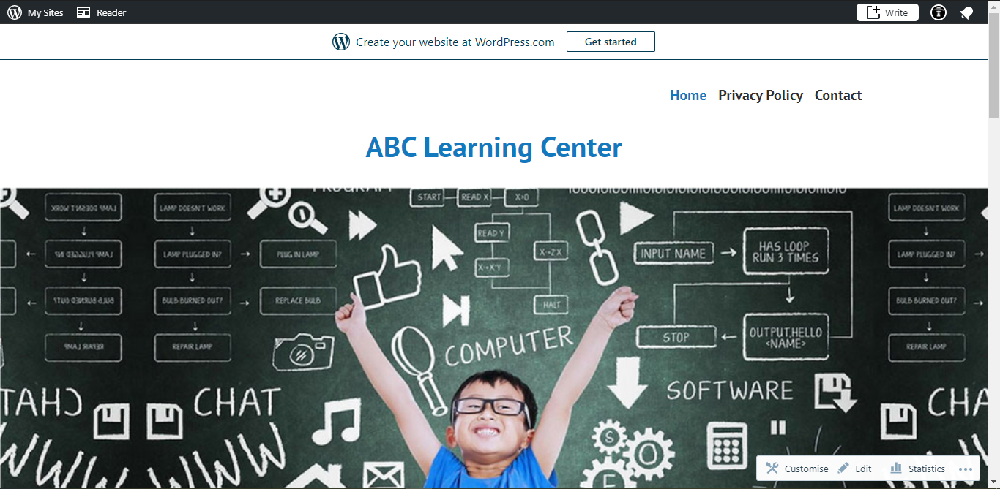 My Sites Reader Write
Create your website at WordPress.com Get started
Home Privacy Policy Contact
ABC Learning Center
PROGRAM
START READ X X>0
LAMP DOESN'T WORK
LAMP DOESN'T WORK
LAMP DOESN'T WORK
READ Y
INPUT NAME
HAS LOOP
RUN 3 TIMES
LAMP PLUGGED IN?
LAMP PLUGGED IN?
PLUG IN LAMP
X→2*X
LAMP PLUGGED IN?
BULB BURNED OUT?
BULB BURNED OUT?
REPLACE BULB
HALT
BULB BURNED OUT?
COMPUTER
STOP
OUTPUT,HELLO
<NAME>
REPAIR LAMP
REPAIR LAMP
REPAIR LAMP
SOFTWARE
CHAT
CHAT
CHA
WWW
S
E
Customise Edit Statistics